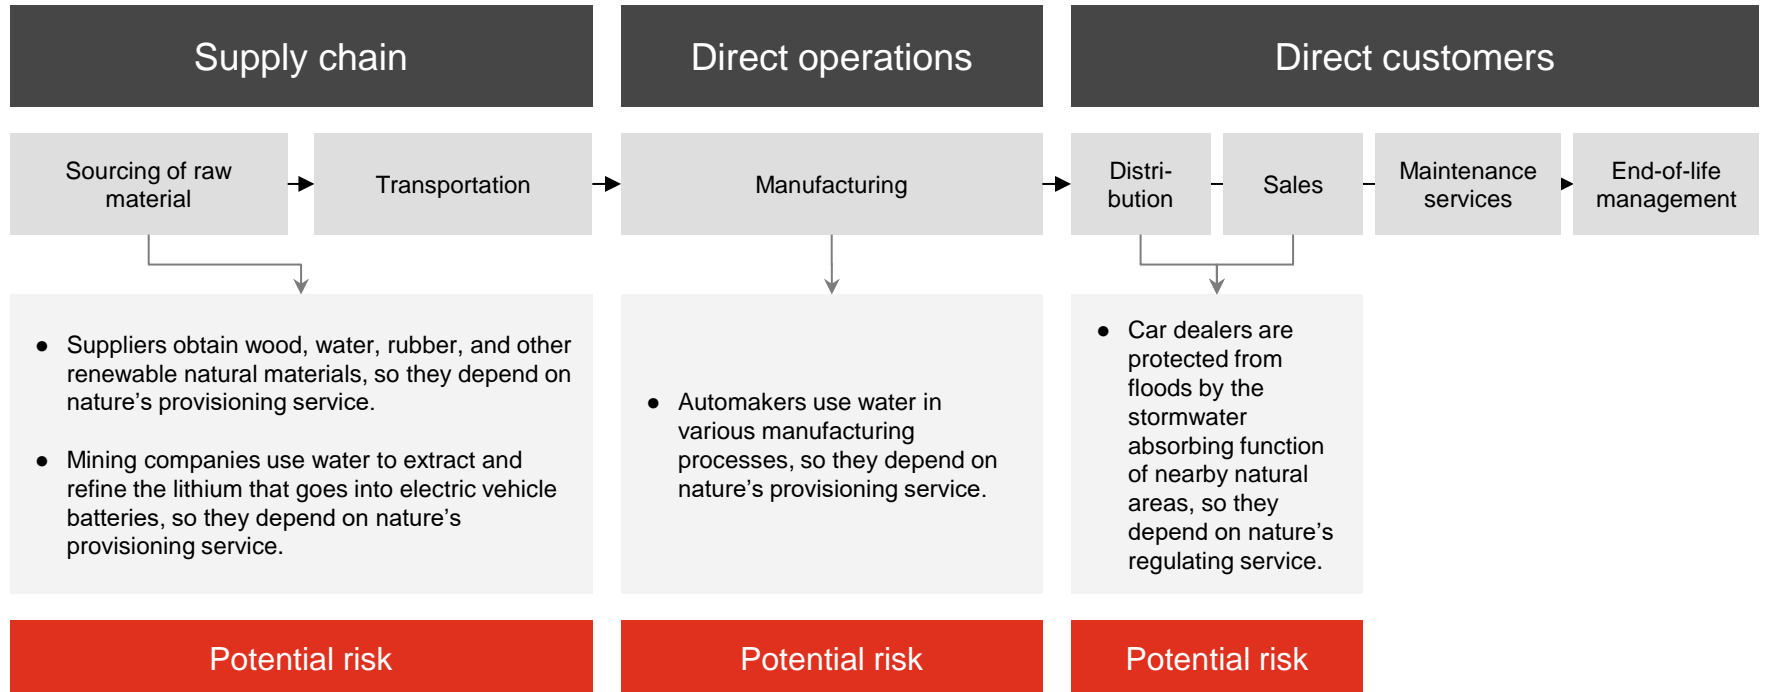 Supply chain
Direct operations
Direct customers
Sourcing of raw
material
Transportation
Manufacturing
Distri-
bution
Sales
Maintenance
services
End-of-life
management
● Suppliers obtain wood, water, rubber, and other
renewable natural materials, so they depend on
nature’s provisioning service.
● Mining companies use water to extract and
refine the lithium that goes into electric vehicle
batteries, so they depend on nature’s
provisioning service.
● Automakers use water in
various manufacturing
processes, so they depend on
nature’s provisioning service.
● Car dealers are
protected from
floods by the
stormwater
absorbing function
of nearby natural
areas, so they
depend on nature’s
regulating service.
Potential risk
Potential risk
Potential risk